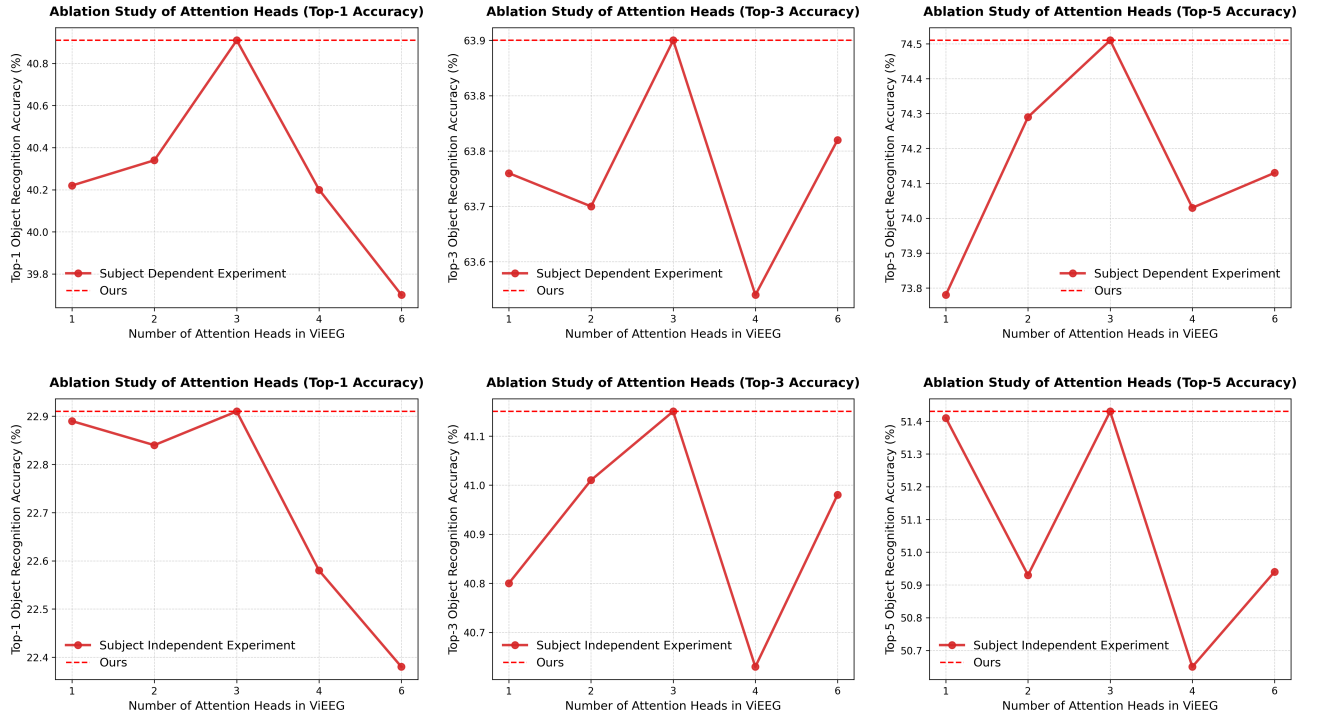 Ablation Study of Attention Heads (Top-1 Accuracy)
Top-1 Object Recognition Accuracy (%)
40.8
40.6
40.4
40.2
40.0
39.8
Subject Dependent Experiment
Ours
1 2 3 4 6
Number of Attention Heads in ViEEG
Ablation Study of Attention Heads (Top-3 Accuracy)
Top-3 Object Recognition Accuracy (%)
63.9
63.8
63.8
63.7
63.6
Subject Dependent Experiment
Ours
1 2 3 4 6
Number of Attention Heads in ViEEG
Ablation Study of Attention Heads (Top-5 Accuracy)
Top-5 Object Recognition Accuracy (%)
74.5
74.4
74.3
74.2
74.1
74.0
73.9
73.8
Subject Dependent Experiment
Ours
1 2 3 4 6
Number of Attention Heads in ViEEG
Ablation Study of Attention Heads (Top-1 Accuracy)
Top-1 Object Recognition Accuracy (%)
22.9
22.8
22.7
22.6
22.5
22.4
Subject Independent Experiment
Ours
1 2 3 4 6
Number of Attention Heads in ViEEG
Ablation Study of Attention Heads (Top-3 Accuracy)
Top-3 Object Recognition Accuracy (%)
41.1
41.0
40.9
40.8
40.7
Subject Independent Experiment
Ours
1 2 3 4 6
Number of Attention Heads in ViEEG
Ablation Study of Attention Heads (Top-5 Accuracy)
Top-5 Object Recognition Accuracy (%)
51.4
51.3
51.2
51.1
51.0
50.9
50.8
50.7
Subject Independent Experiment
Ours
1 2 3 4 6
Number of Attention Heads in ViEEG